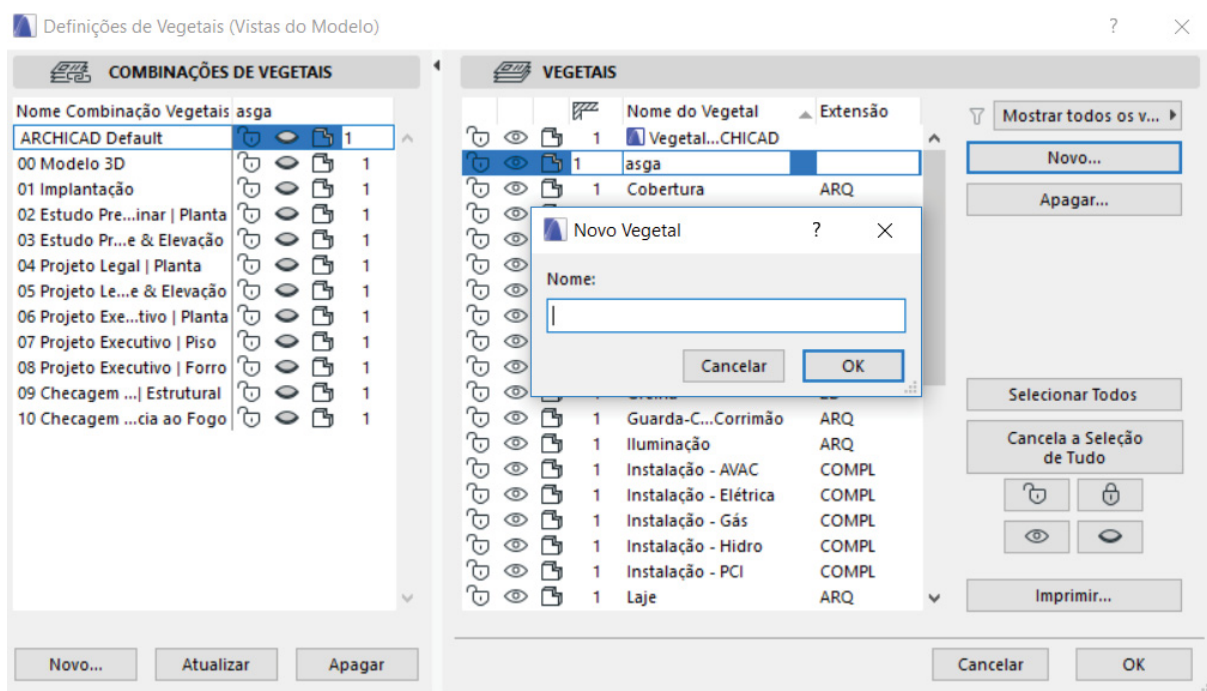 Definições de Vegetais (Vistas do Modelo)
?
COMBINAÇÕES DE VEGETAIS
Nome Combinação Vegetais asga
ARCHICAD Default 1
00 Modelo 3D 1
01 Implantação 1
02 Estudo Pre...inar | Planta 1
03 Estudo Pr...e & Elevação 1
04 Projeto Legal | Planta 1
05 Projeto Le...e & Elevação 1
06 Projeto Exe...tivo | Planta 1
07 Projeto Executivo | Piso 1
08 Projeto Executivo | Forro 1
09 Checagem ...| Estrutural 1
10 Checagem ...cia ao Fogo 1
Novo...
Atualizar
Apagar
VEGETAIS
Nome do Vegetal Extensão
1 Vegetal...CHICAD
1 asga
1 Cobertura ARQ
Novo Vegetal ?
Nome:
Cancelar
OK
1 Guarda-C...Corrimão ARQ
1 Iluminação ARQ
1 Instalação - AVAC COMPL
1 Instalação - Elétrica COMPL
1 Instalação - Gás COMPL
1 Instalação - Hidro COMPL
1 Instalação - PCI COMPL
1 Laje ARQ
Mostrar todos os v...
Novo...
Apagar...
Selecionar Todos
Cancela a Seleção
de Tudo
Imprimir...
Cancelar
OK